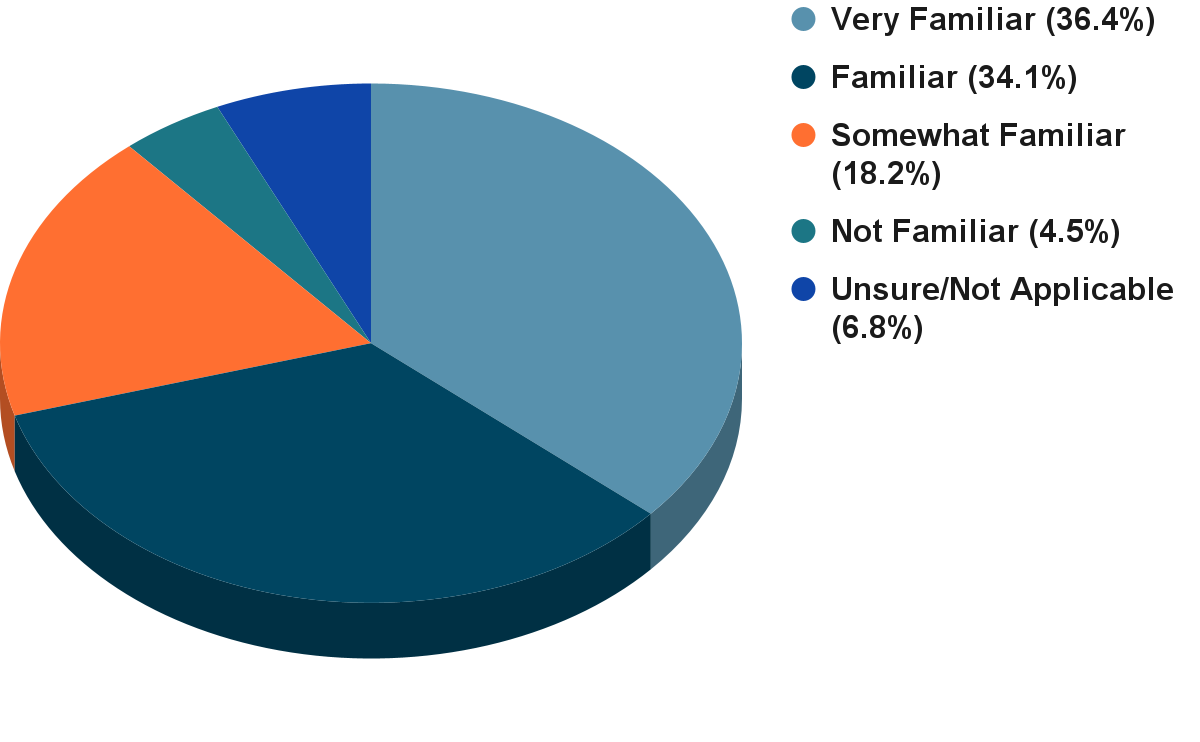 Very Familiar (36.4%)
Familiar (34.1%)
Somewhat Familiar
(18.2%)
Not Familiar (4.5%)
Unsure/Not Applicable
(6.8%)